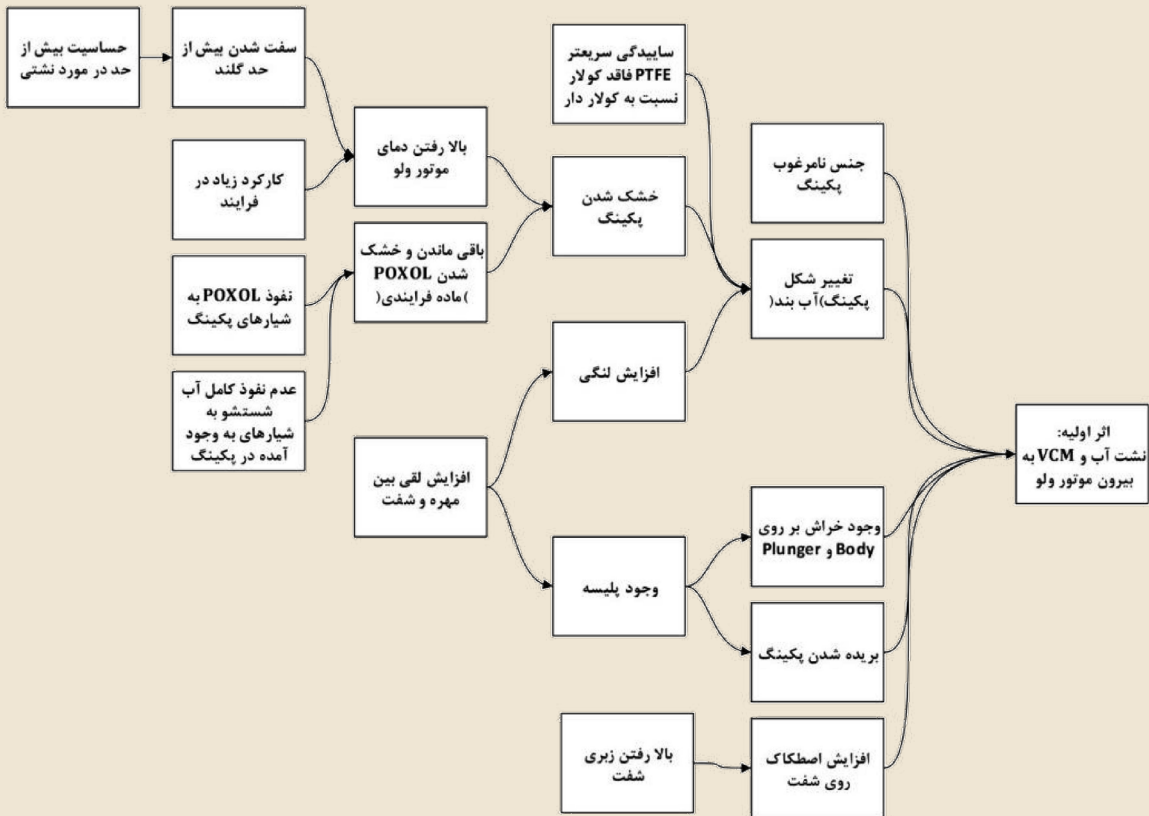 حساسیت بیش از
حد در مورد نشتی
سفت شدن بیش از
حد گلند
کارکرد زیاد در
فرایند
نفوذ POXOL به
شیارهای پکینگ
عدم نفوذ کامل آب
شستشو به
شیارهای به وجود
آمده در پکینگ
بالا رفتن دمای
موتور ولو
باقی ماندن و خشک
شدن POXOL
)ماده فرایندی(
افزایش لقی بین
مهره و شفت
ساییدگی سریعتر
PTFE فاقد کولار
نسبت به کولار دار
خشک شدن
پکینگ
افزایش لنگی
وجود پلیسه
بالا رفتن زبری
شفت
جنس نامرغوب
پکینگ
تغییر شکل
پکینگ)آب بند(
وجود خراش بر روی
Body و Plunger
بریده شدن پکینگ
افزایش اصطکاک
روی شفت
اثر اولیه:
نشت آب و VCM به
بیرون موتور ولو